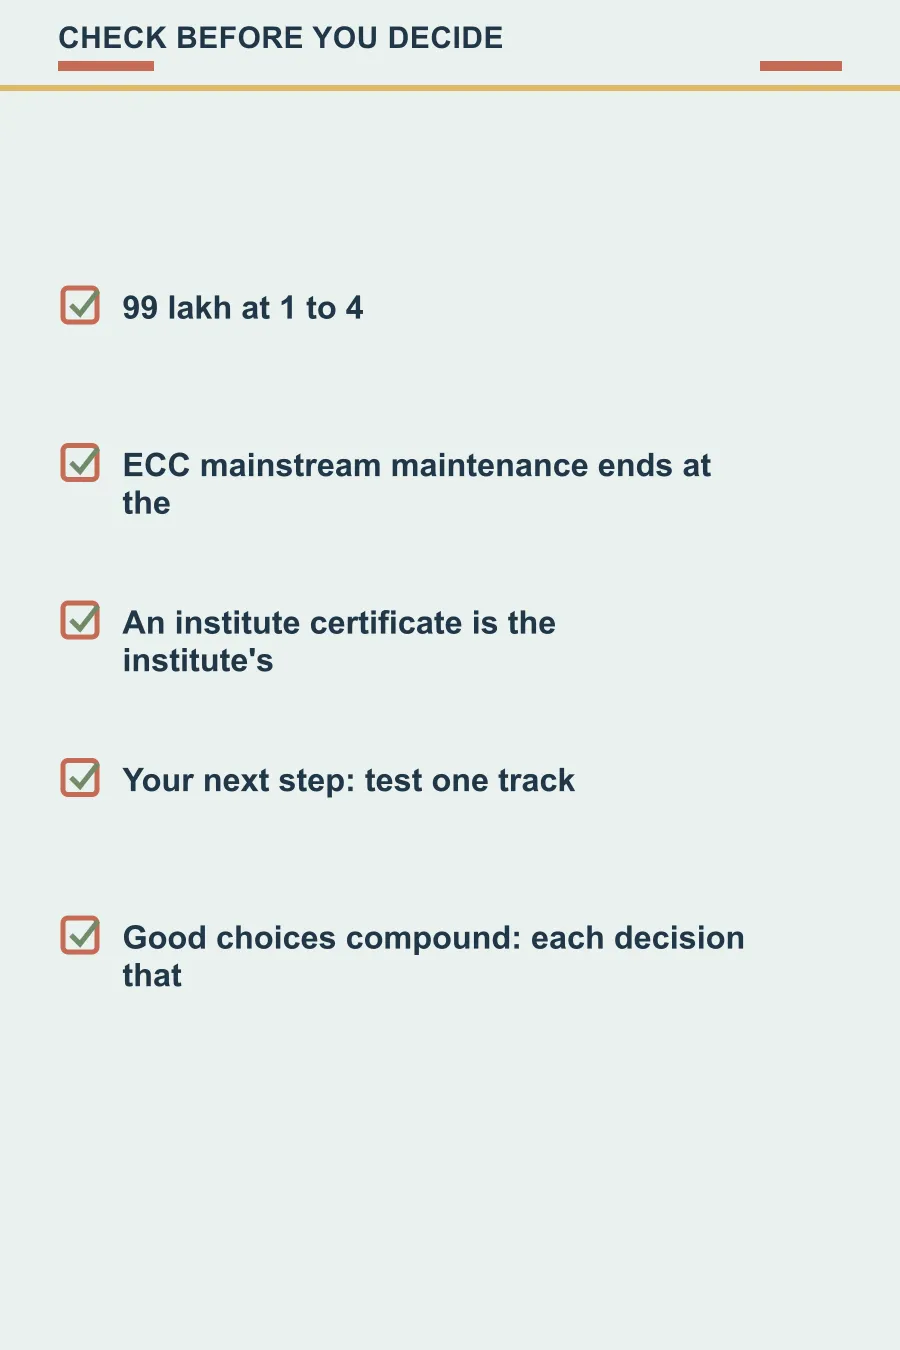 CHECK BEFORE YOU DECIDE
99 lakh at 1 to 4
ECC mainstream maintenance ends at
the
An institute certificate is the
institute's
Your next step: test one track
Good choices compound: each decision
that